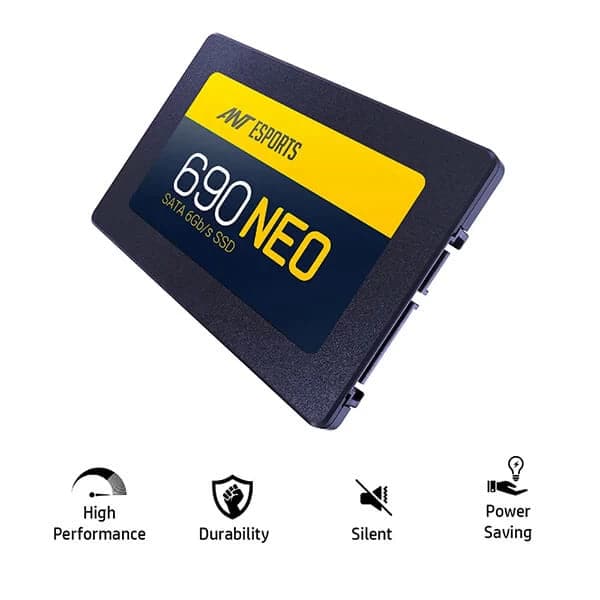 ANT ESPORTS
690 NEO
SATA 6Gb/s SSD
High
Performance
Durability
Silent
Power
Saving